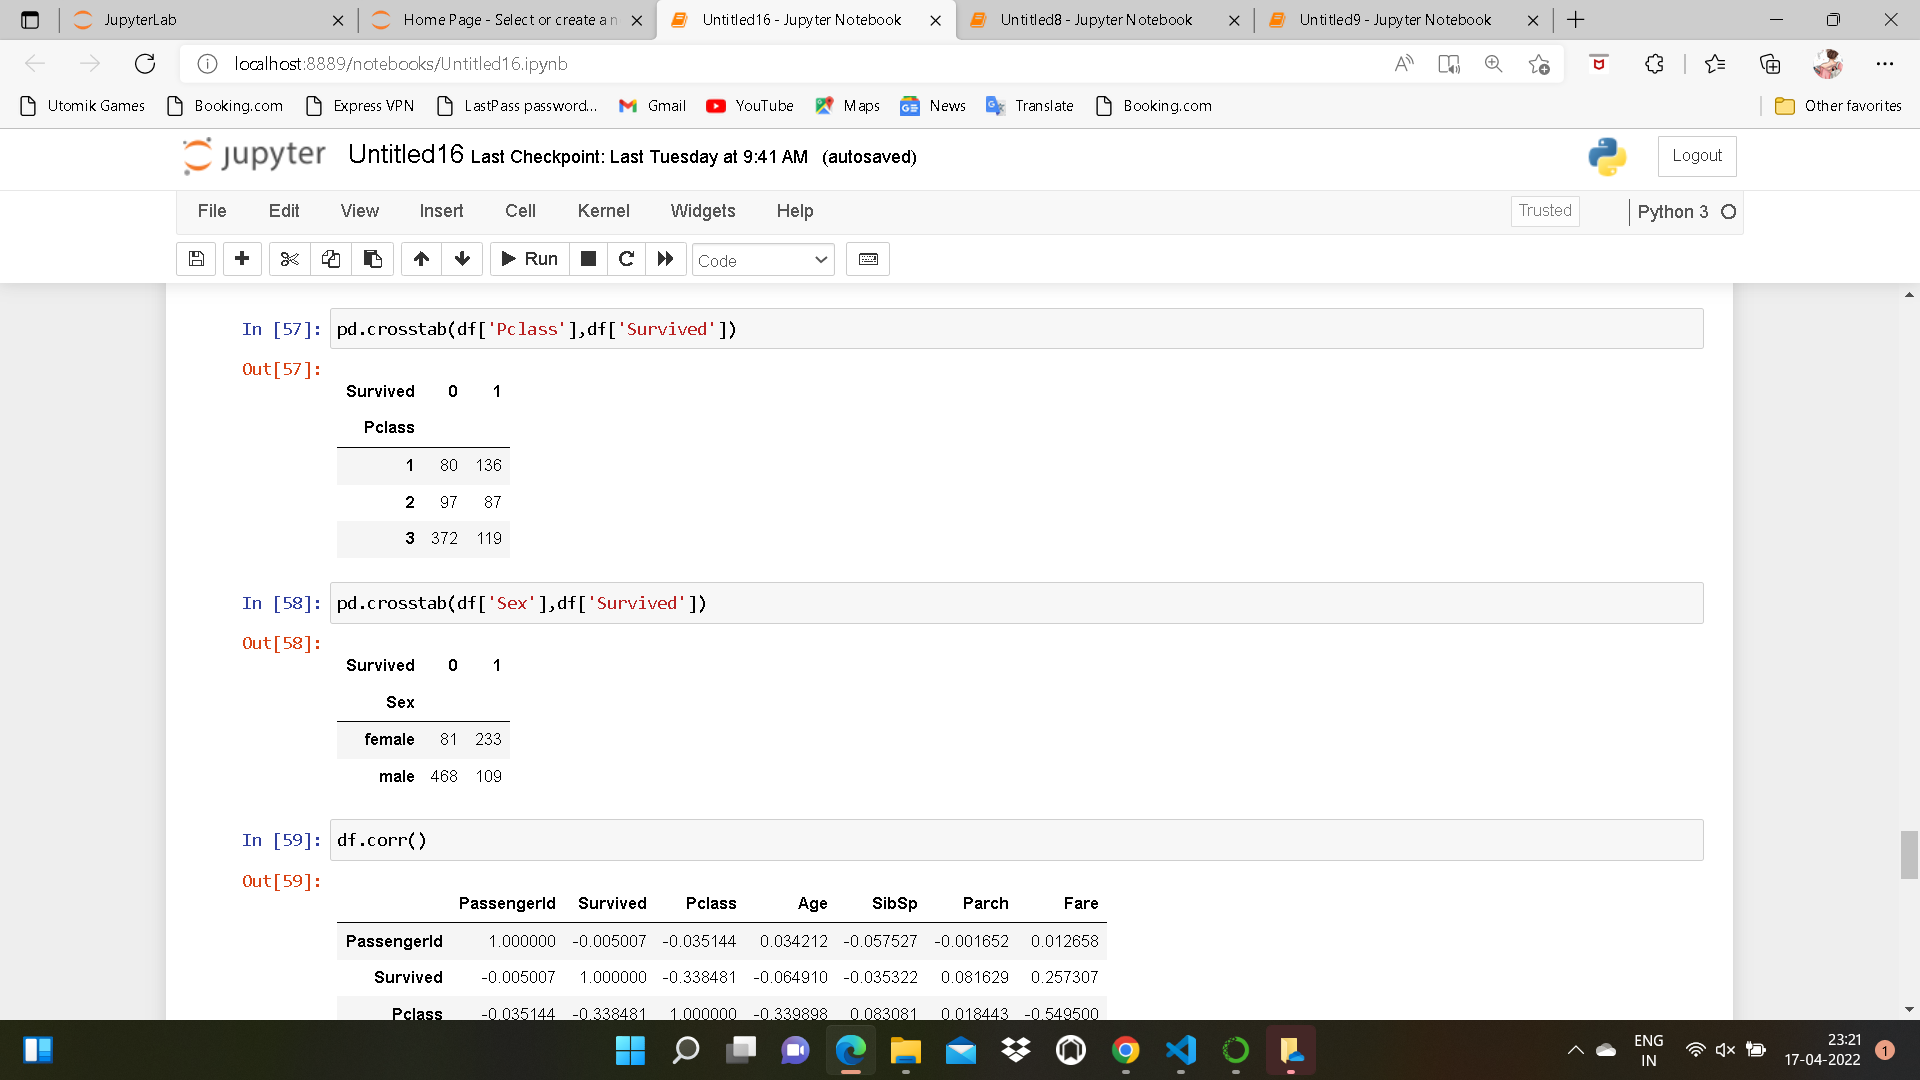 JupyterLab
Home Page - Select or create a n
Untitled16 - Jupyter Notebook
Untitled8 - Jupyter Notebook
Untitled9 - Jupyter Notebook
localhost:8889/notebooks/Untitled16.ipynb
Utomik Games
Booking.com
Express VPN
LastPass password...
Gmail
YouTube
Maps
News
Translate
Booking.com
Other favorites
jupyter Untitled16 Last Checkpoint: Last Tuesday at 9:41 AM (autosaved)
Logout
File Edit View Insert Cell Kernel Widgets Help
Trusted
Python 3
Run
Code
In [57]: pd.crosstab(df['Pclass'],df['Survived'])
Out[57]:
Survived 0 1
Pclass
1 80 136
2 97 87
3 372 119
In [58]: pd.crosstab(df['Sex'],df['Survived'])
Out[58]:
Survived 0 1
Sex
female 81 233
male 468 109
In [59]: df.corr()
Out[59]:
PassengerId Survived Pclass Age SibSp Parch Fare
PassengerId 1.000000 -0.005007 -0.035144 0.034212 -0.057527 -0.001652 0.012658
Survived -0.005007 1.000000 -0.338481 -0.064910 -0.035322 0.081629 0.257307
Pclass -0.035144 -0.338481 1.000000 -0.339898 0.083081 0.018443 -0.549500
ENG
IN
23:21
17-04-2022
1